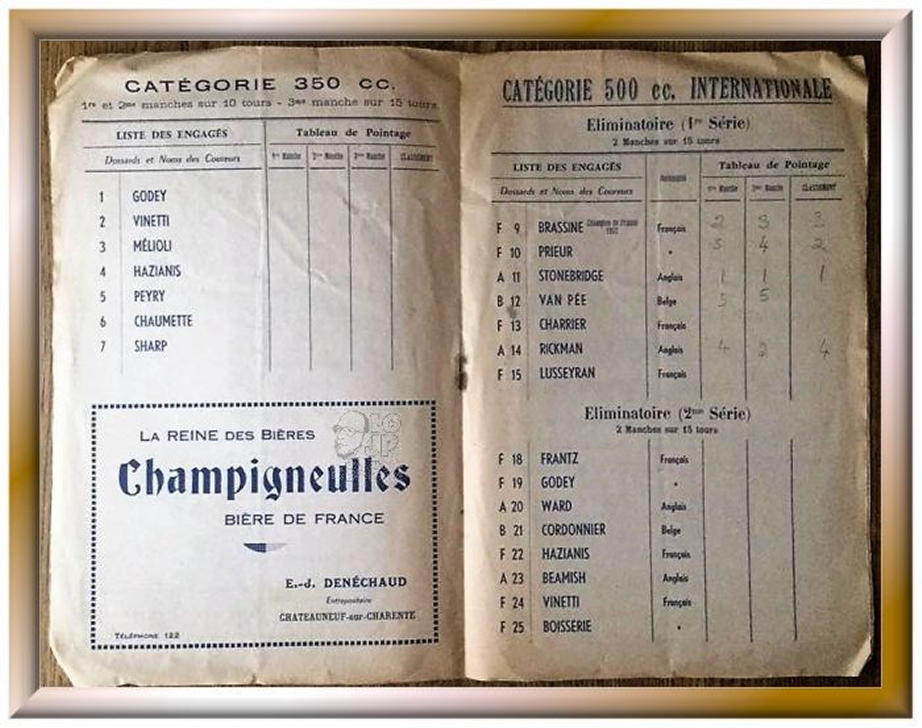 CATÉGORIE 350 CC.
1re et 2me manches sur 10 tours - 3me manche sur 15 tours
LISTE DES ENGAGÉS Tableau de Pointage
Dossards et Noms des Coureurs 1re Manche 2me Manche 3me Manche CLASSEMENT
1 GODEY
2 VINETTI
3 MÉLIOLI
4 HAZIANIS
5 PEYRY
6 CHAUMETTE
7 SHARP
LA REINE DES BIÈRES
Champigneulles
BIÈRE DE FRANCE
E.-J. DENÉCHAUD
Entrepositaire
CHATEAUNEUF-sur-CHARENTE
TÉLÉPHONE 122
LOJP
CATÉGORIE 500 cc. INTERNATIONALE
Eliminatoire (1re Série)
2 Manches sur 15 tours
LISTE DES ENGAGÉS Tableau de Pointage
Dossards et Noms des Coureurs 1re Manche 2me Manche CLASSEMENT
F 9 BRASSINE Champion de France Français 2 3 3
F 10 PRIEUR " 3 4 2
A 11 STONEBRIDGE Anglais 1 1 1
B 12 VAN PÉE Belge 5 5
F 13 CHARRIER Français
A 14 RICKMAN Anglais 4 2 4
F 15 LUSSEYRAN Français
Eliminatoire (2me Série)
2 Manches sur 15 tours
F 18 FRANTZ Français
F 19 GODEY "
A 20 WARD Anglais
B 21 CORDONNIER Belge
F 22 HAZIANIS Français
A 23 BEAMISH Anglais
F 24 VINETTI Français
F 25 BOISSERIE "